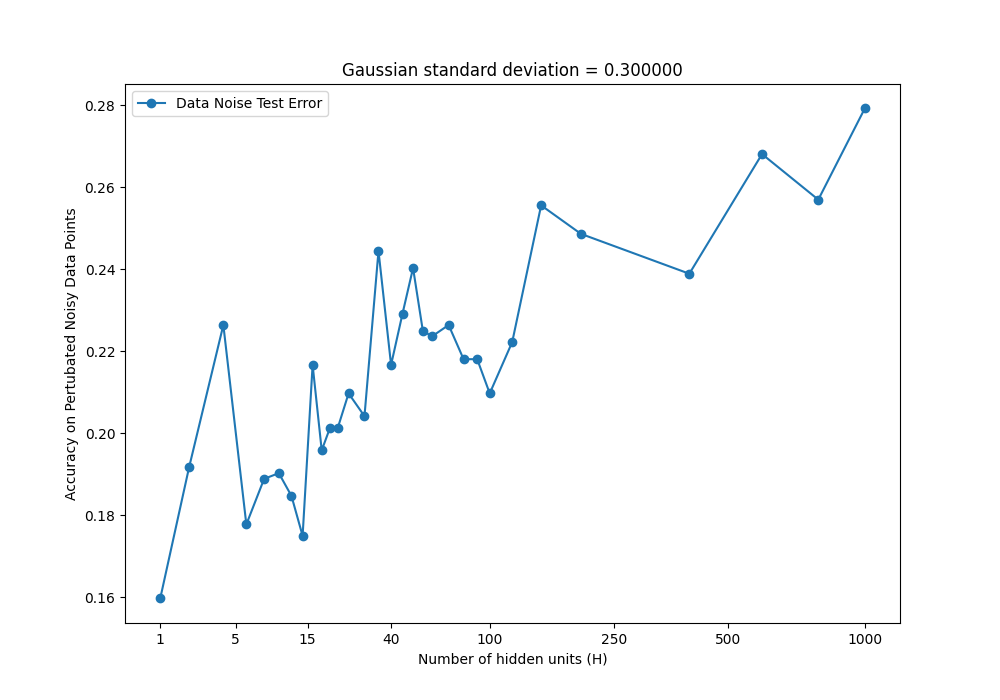 Gaussian standard deviation = 0.300000
Data Noise Test Error
Accuracy on Pertubated Noisy Data Points
0.28
0.26
0.24
0.22
0.20
0.18
0.16
1 5 15 40 100 250 500 1000
Number of hidden units (H)